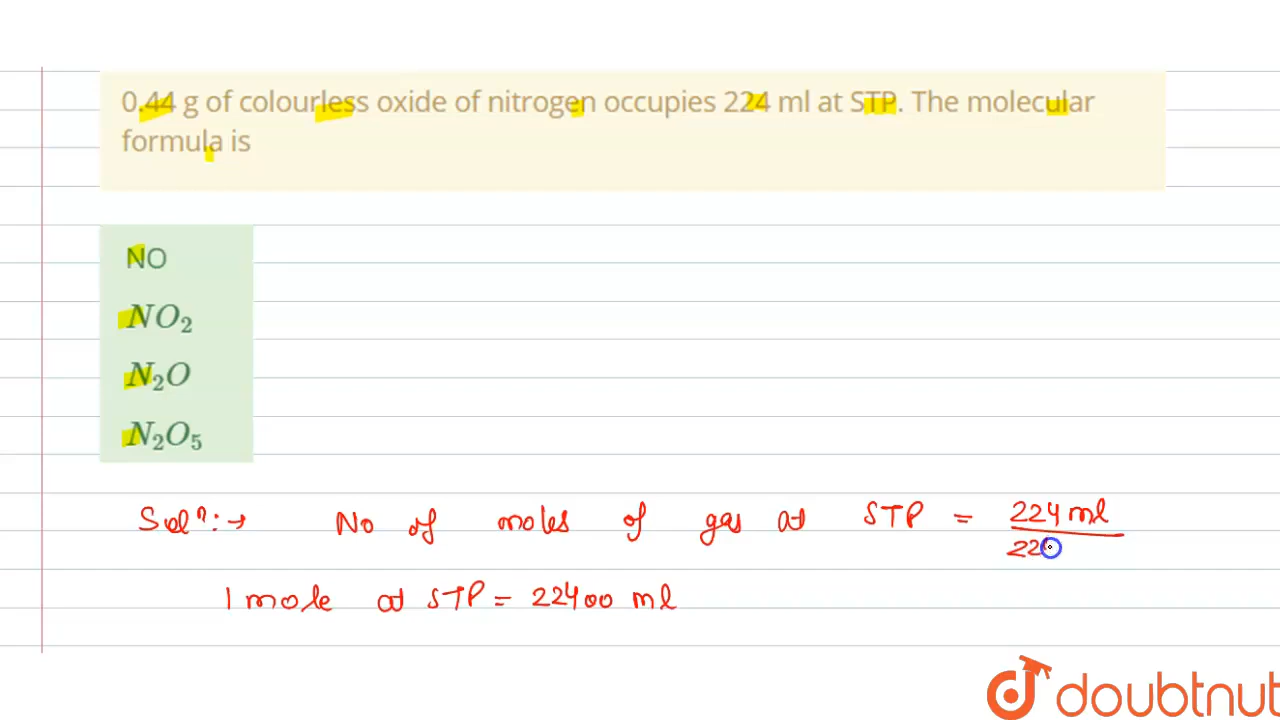 0.44 g of colourless oxide of nitrogen occupies 224 ml at STP. The molecular
formula is
NO
NO₂
N₂O
N₂O₅
Solⁿ:→ No of moles of gas at STP = 224 ml
22
1 mole at STP = 22400 ml
doubtnut